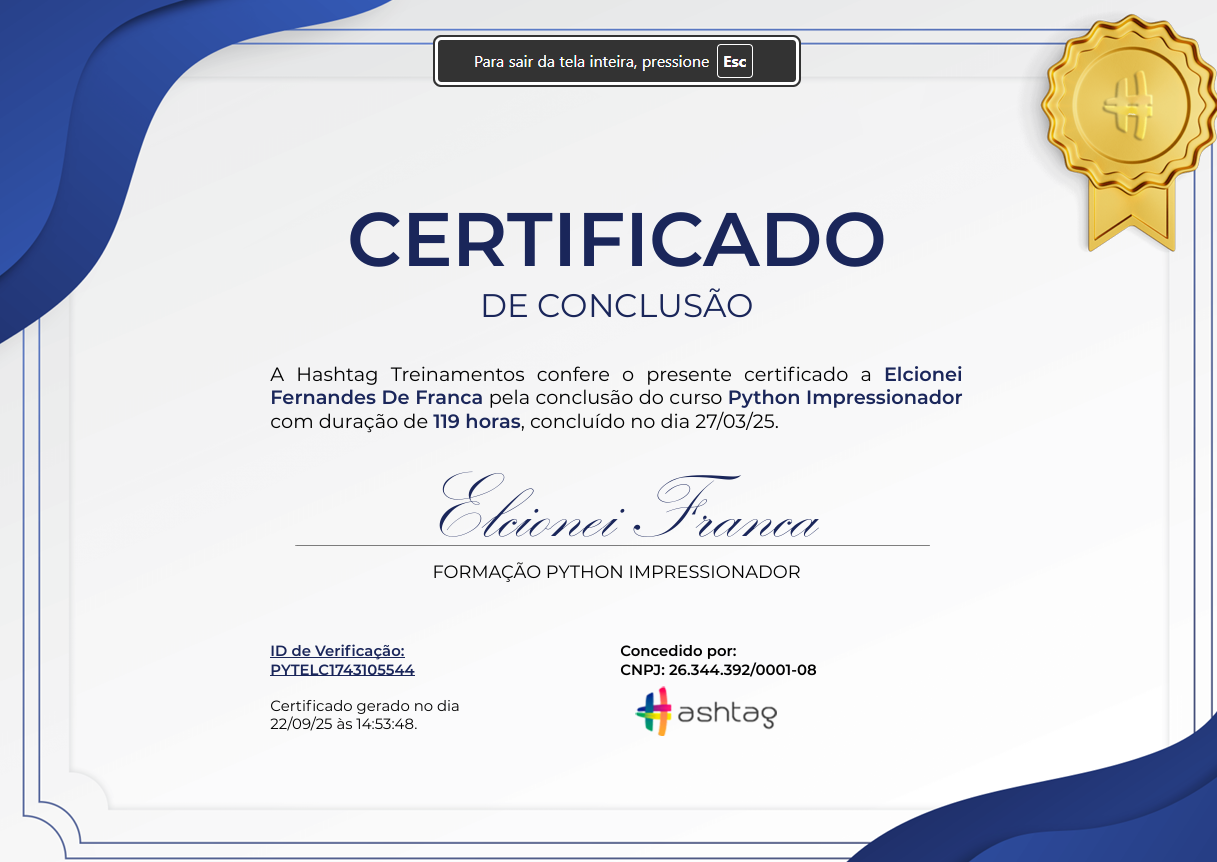 Para sair da tela inteira, pressione Esc
CERTIFICADO
DE CONCLUSÃO
A Hashtag Treinamentos confere o presente certificado a Elcionei
Fernandes De Franca pela conclusão do curso Python Impressionador
com duração de 119 horas, concluído no dia 27/03/25.
Elcionei Franca
FORMAÇÃO PYTHON IMPRESSIONADOR
ID de Verificação:
PYTELC1743105544
Certificado gerado no dia
22/09/25 às 14:53:48.
Concedido por:
CNPJ: 26.344.392/0001-08
ashtag